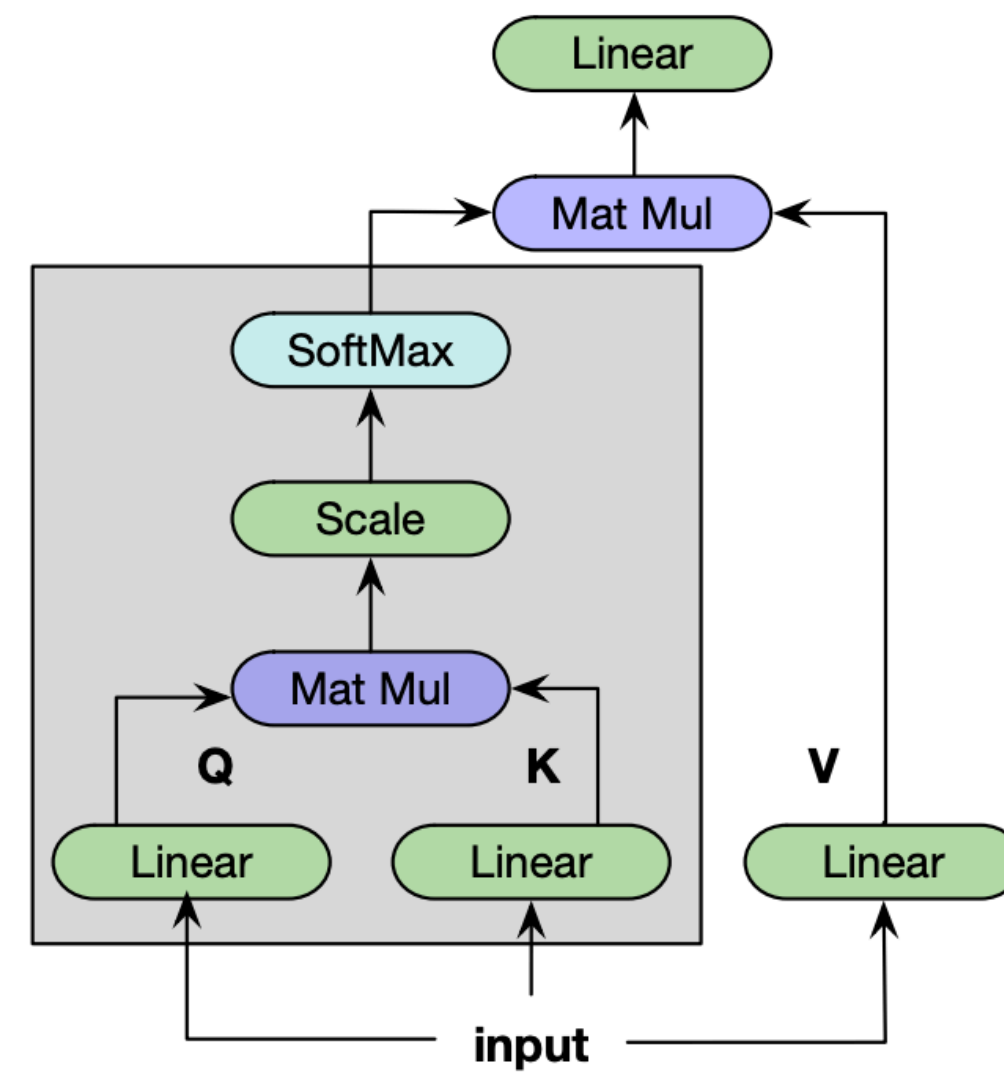 Linear
Mat Mul
SoftMax
Scale
Mat Mul
Q K V
Linear Linear Linear
input